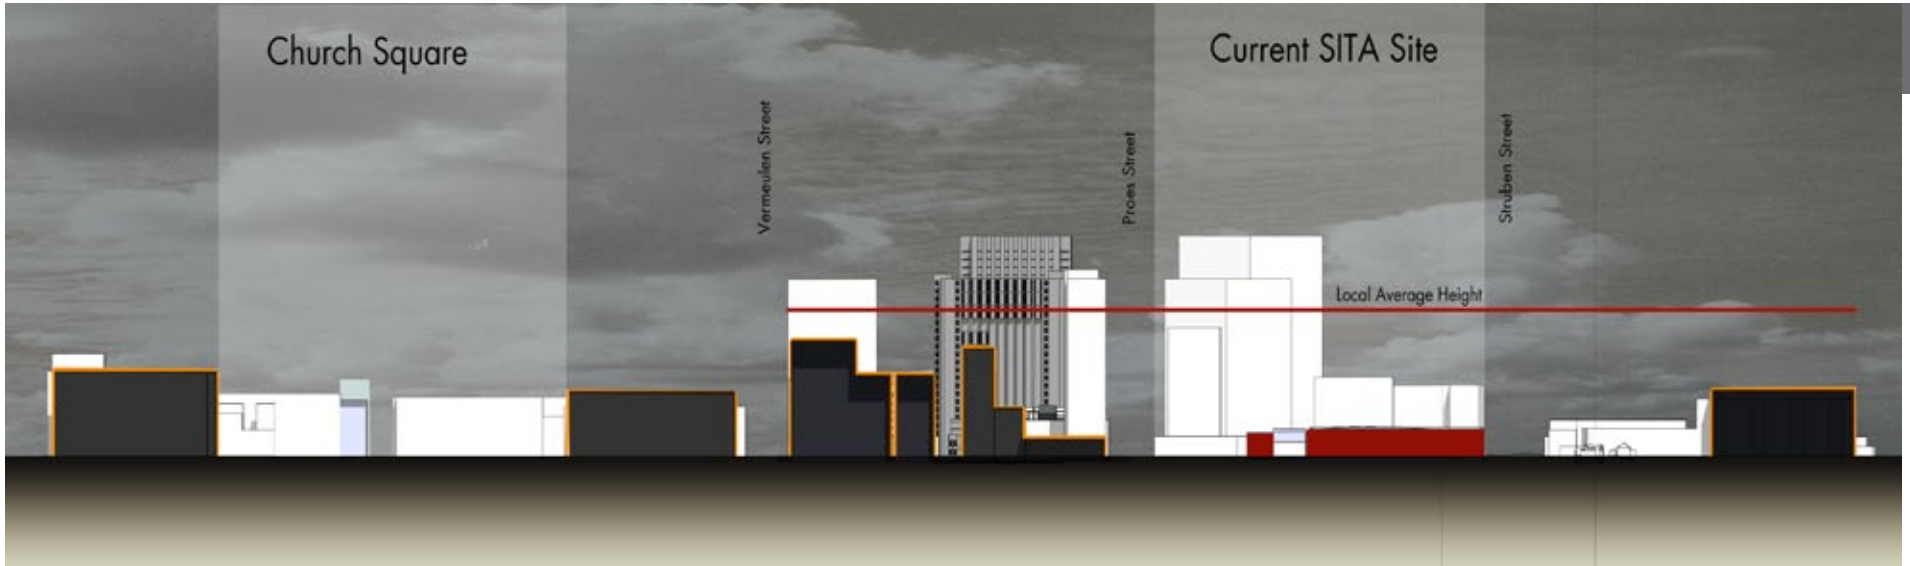 Church Square
Current SITA Site
Vermeulen Street
Proes Street
Struben Street
Local Average Height